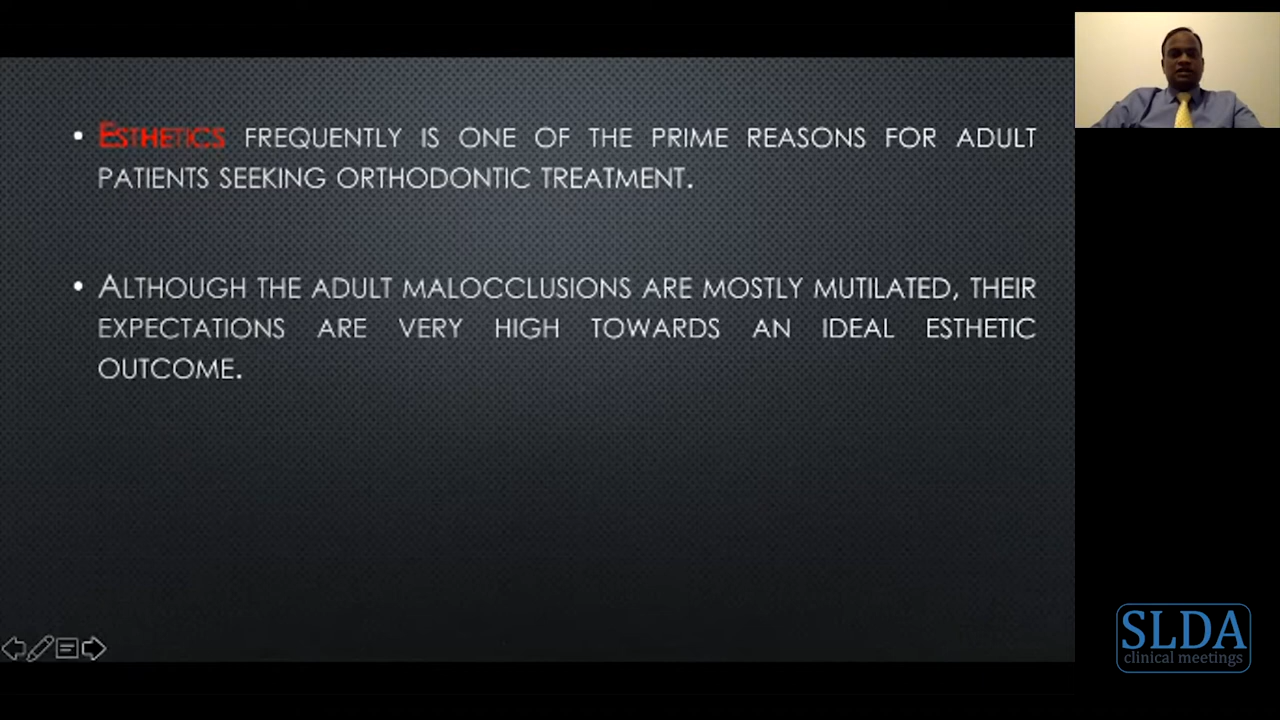 • ESTHETICS FREQUENTLY IS ONE OF THE PRIME REASONS FOR ADULT
PATIENTS SEEKING ORTHODONTIC TREATMENT.
• ALTHOUGH THE ADULT MALOCCLUSIONS ARE MOSTLY MUTILATED, THEIR
EXPECTATIONS ARE VERY HIGH TOWARDS AN IDEAL ESTHETIC
OUTCOME.
SLDA
clinical meetings